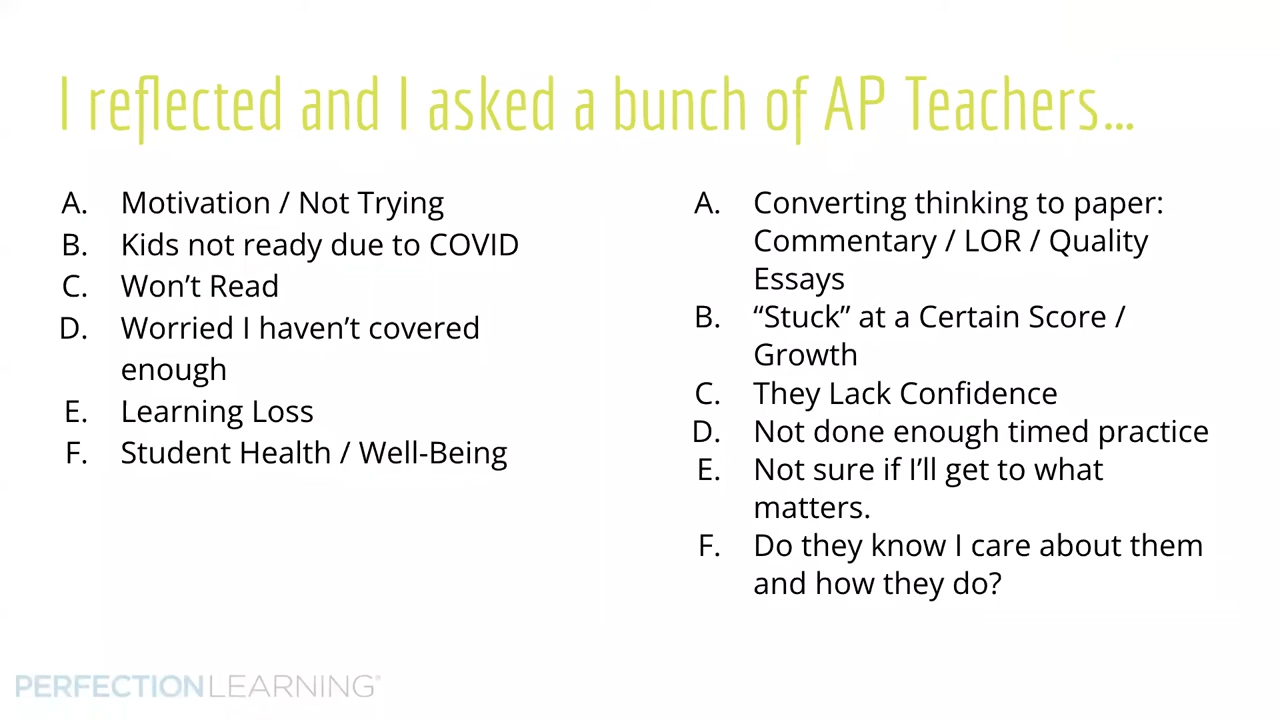 I reflected and I asked a bunch of AP Teachers...
A. Motivation / Not Trying
B. Kids not ready due to COVID
C. Won’t Read
D. Worried I haven’t covered
enough
E. Learning Loss
F. Student Health / Well-Being
A. Converting thinking to paper:
Commentary / LOR / Quality
Essays
B. “Stuck” at a Certain Score /
Growth
C. They Lack Confidence
D. Not done enough timed practice
E. Not sure if I’ll get to what
matters.
F. Do they know I care about them
and how they do?
PERFECTION LEARNING®